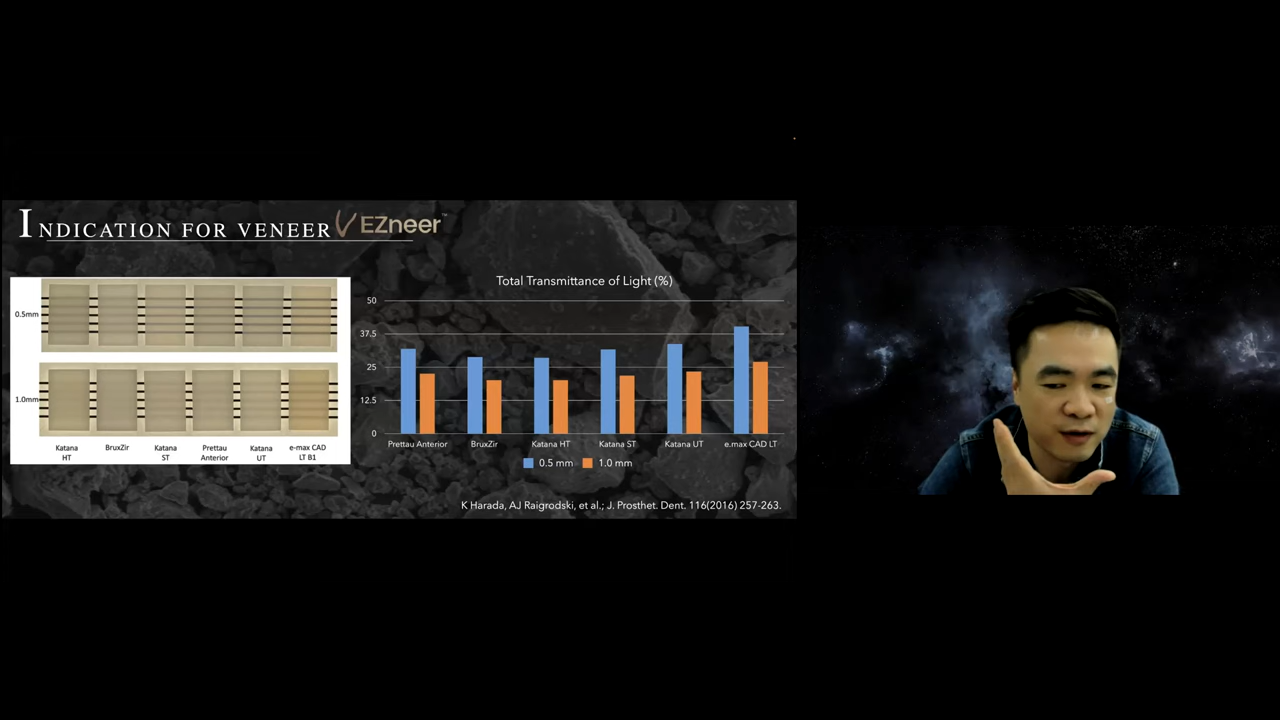 INDICATION FOR VENEER EZneer™
0.5mm
1.0mm
Katana HT
BruxZir
Katana ST
Prettau Anterior
Katana UT
e-max CAD LT B1
Total Transmittance of Light (%)
50
37.5
25
12.5
0
Prettau Anterior
BruxZir
Katana HT
Katana ST
Katana UT
e.max CAD LT
0.5 mm
1.0 mm
K Harada, AJ Raigrodski, et al.; J. Prosthet. Dent. 116(2016) 257-263.